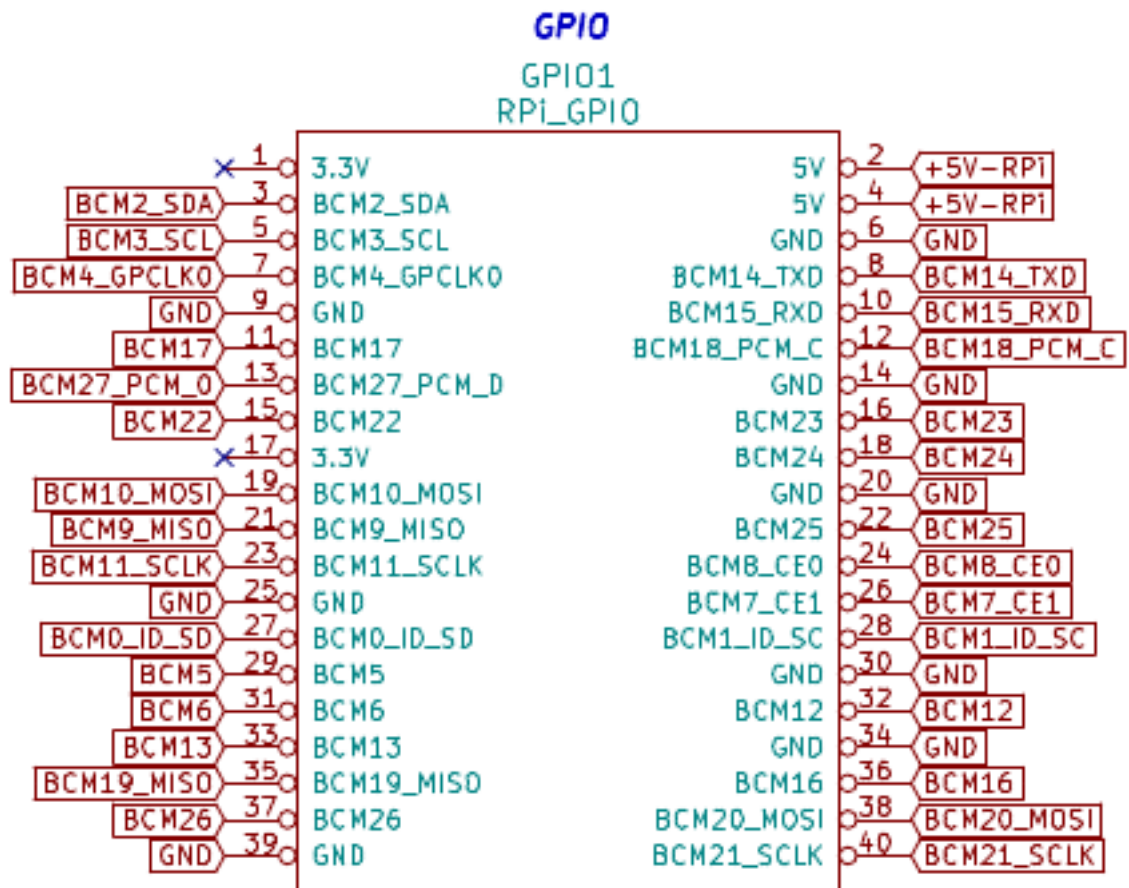 GPIO
GPIO1
RPi_GPIO
1 3.3V 5V 2 +5V-RPi
BCM2_SDA 3 BCM2_SDA 5V 4 +5V-RPi
BCM3_SCL 5 BCM3_SCL GND 6 GND
BCM4_GPCLK0 7 BCM4_GPCLK0 BCM14_TXD 8 BCM14_TXD
GND 9 GND BCM15_RXD 10 BCM15_RXD
BCM17 11 BCM17 BCM18_PCM_C 12 BCM18_PCM_C
BCM27_PCM_0 13 BCM27_PCM_D GND 14 GND
BCM22 15 BCM22 BCM23 16 BCM23
17 3.3V BCM24 18 BCM24
BCM10_MOSI 19 BCM10_MOSI GND 20 GND
BCM9_MISO 21 BCM9_MISO BCM25 22 BCM25
BCM11_SCLK 23 BCM11_SCLK BCM8_CE0 24 BCM8_CE0
GND 25 GND BCM7_CE1 26 BCM7_CE1
BCM0_ID_SD 27 BCM0_ID_SD BCM1_ID_SC 28 BCM1_ID_SC
BCM5 29 BCM5 GND 30 GND
BCM6 31 BCM6 BCM12 32 BCM12
BCM13 33 BCM13 GND 34 GND
BCM19_MISO 35 BCM19_MISO BCM16 36 BCM16
BCM26 37 BCM26 BCM20_MOSI 38 BCM20_MOSI
GND 39 GND BCM21_SCLK 40 BCM21_SCLK